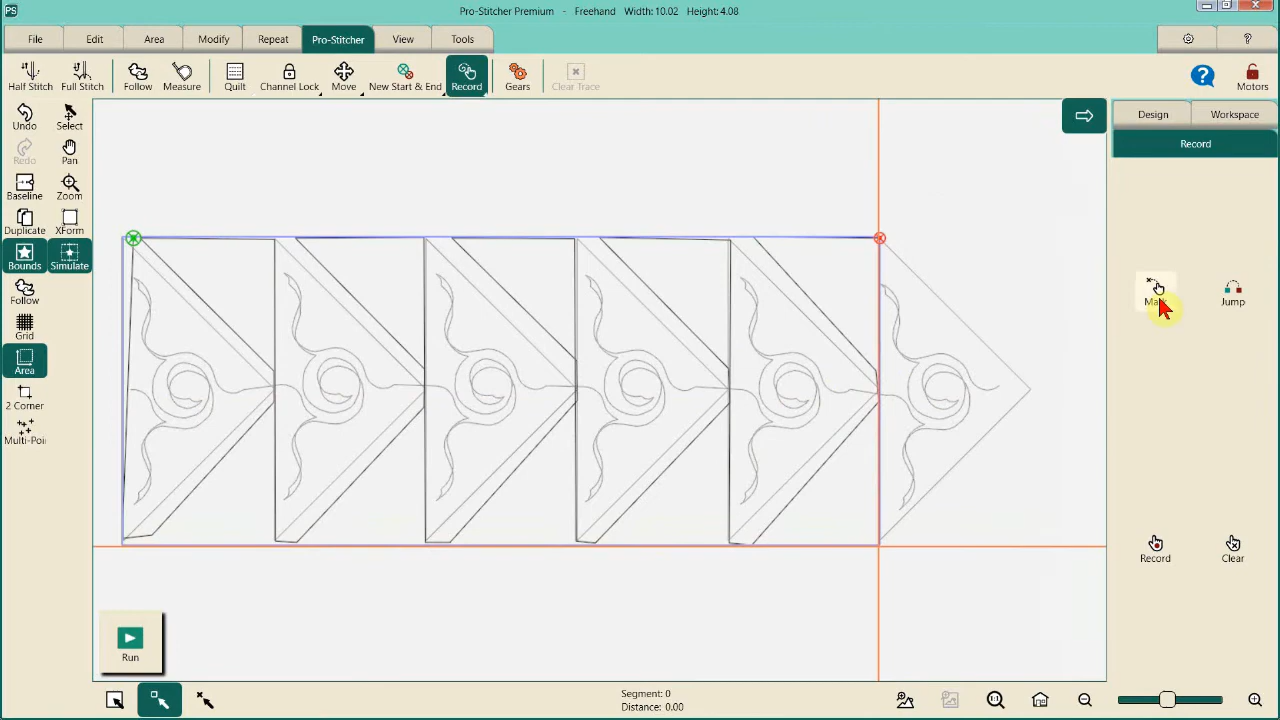 PS Pro-Stitcher Premium - Freehand Width:10.02 Height:4.08
File Edit Area Modify Repeat Pro-Stitcher View Tools ?
Half Stitch Full Stitch Follow Measure Quilt Channel Lock Move New Start & End Record Gears Clear Trace ? Motors
Undo Select
Design Workspace
Redo Pan
Record
Baseline Zoom
Duplicate XForm
Bounds Simulate
Follow
Mark Jump
Grid
Area
2 Corner
Multi-Poi
Record Clear
Run
Segment: 0
Distance: 0.00